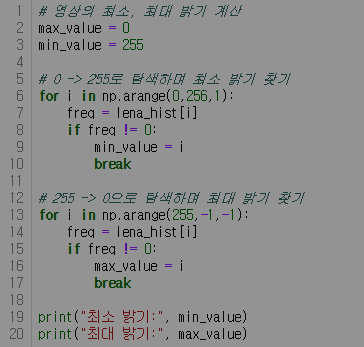 1 # 영상의 최소, 최대 밝기 계산
2 max_value = 0
3 min_value = 255
4
5 # 0 -> 255로 탐색하며 최소 밝기 찾기
6 for i in np.arange(0,256,1):
7     freq = lena_hist[i]
8     if freq != 0:
9         min_value = i
10         break
11
12 # 255 -> 0으로 탐색하며 최대 밝기 찾기
13 for i in np.arange(255,-1,-1):
14     freq = lena_hist[i]
15     if freq != 0:
16         max_value = i
17         break
18
19 print("최소 밝기:", min_value)
20 print("최대 밝기:", max_value)